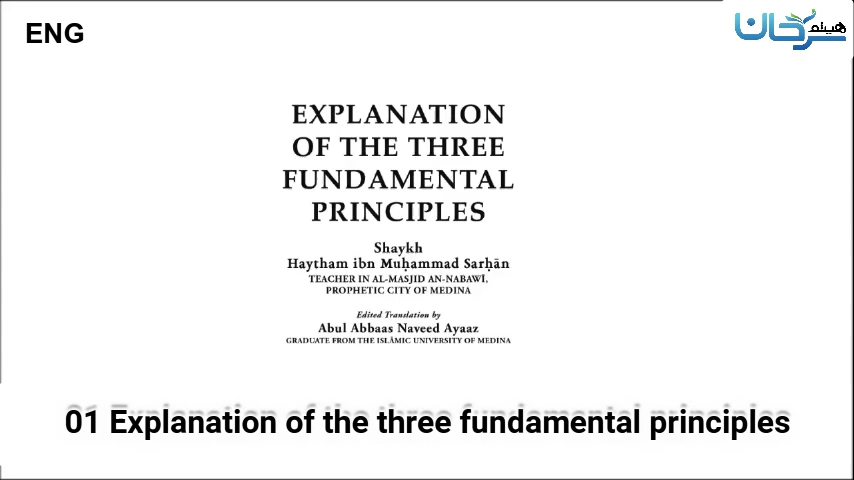 ENG
هيثم
سرحان
EXPLANATION
OF THE THREE
FUNDAMENTAL
PRINCIPLES
Shaykh
Haytham ibn Muḥammad Sarḥān
TEACHER IN AL-MASJID AN-NABAWĪ,
PROPHETIC CITY OF MEDINA
Edited Translation by
Abul Abbaas Naveed Ayaaz
GRADUATE FROM THE ISLĀMIC UNIVERSITY OF MEDINA
01 Explanation of the three fundamental principles